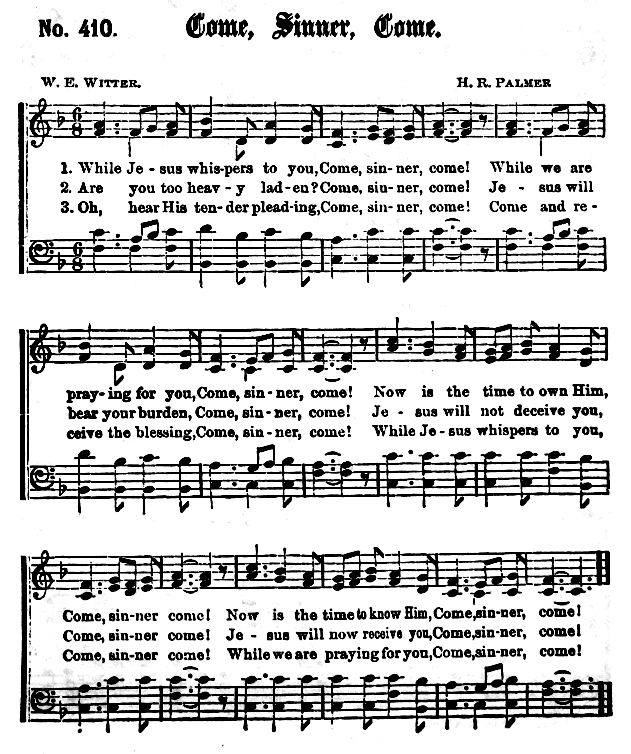 No. 410. Come, Sinner, Come.
W. E. WITTER. H. R. PALMER
1. While Je - sus whis-pers to you, Come, sin-ner, come! While we are
2. Are you too heav - y lad-en? Come, sin-ner, come! Je - sus will
3. Oh, hear His ten-der plead-ing, Come, sin-ner, come! Come and re -
pray-ing for you, Come, sin-ner, come! Now is the time to own Him,
bear your burden, Come, sin-ner, come! Je - sus will not deceive you,
ceive the blessing, Come, sin-ner, come! While Je-sus whispers to you,
Come, sin-ner come! Now is the time to know Him, Come, sin-ner, come!
Come, sin-ner come! Je - sus will now receive you, Come, sin-ner, come!
Come, sin-ner come! While we are praying for you, Come, sin-ner, come!